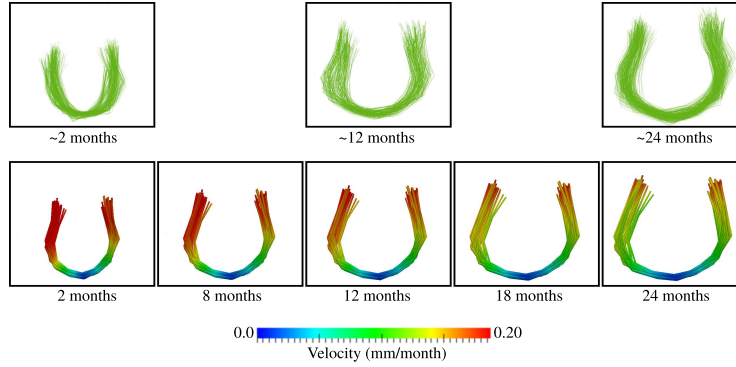 ~2 months
~12 months
~24 months
2 months
8 months
12 months
18 months
24 months
0.0
0.20
Velocity (mm/month)